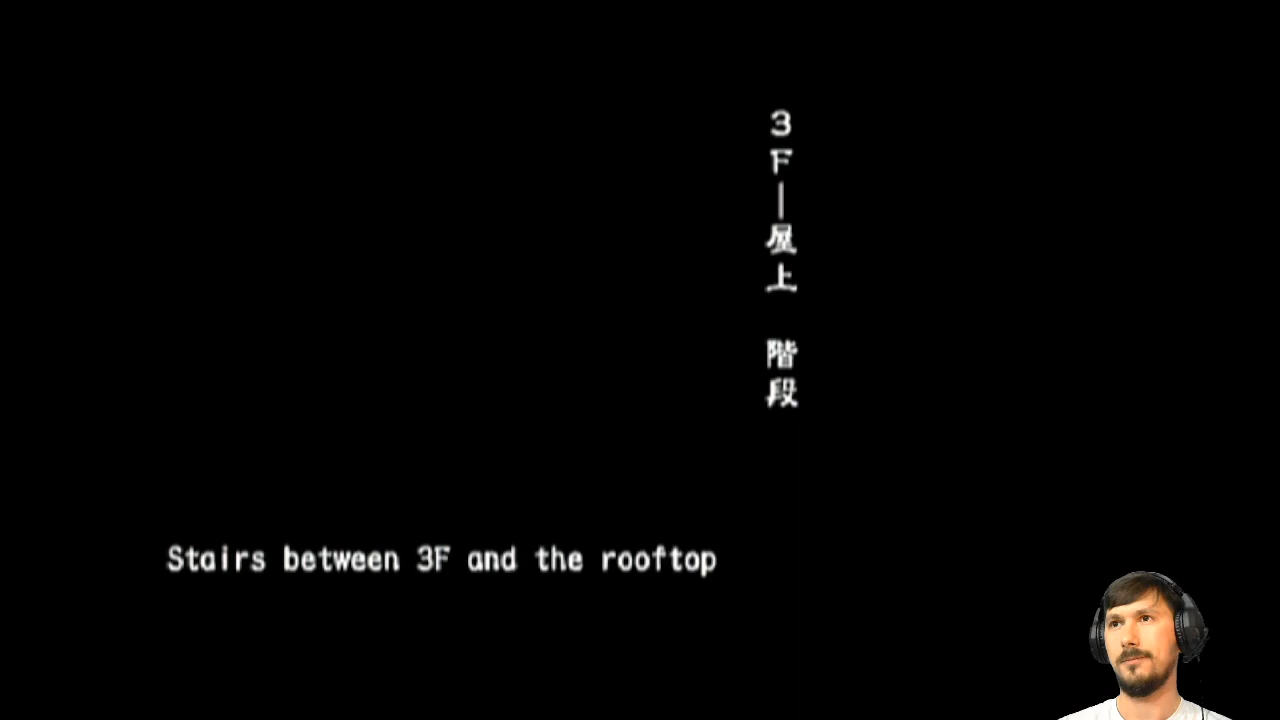 3F｜屋上　階段
Stairs between 3F and the rooftop